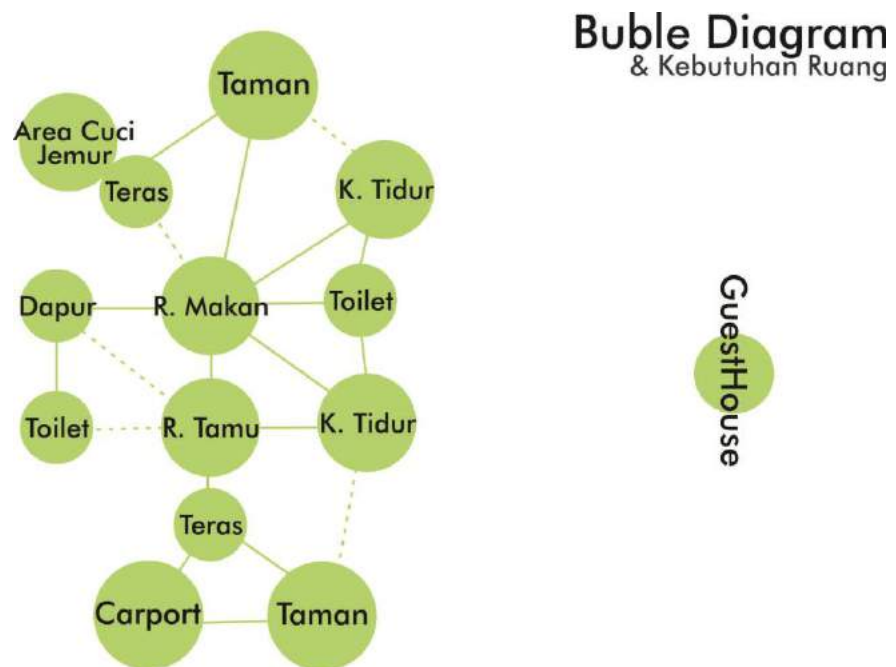 Buble Diagram
& Kebutuhan Ruang
Taman
Area Cuci
Jemur
Teras
K. Tidur
Dapur
R. Makan
Toilet
Toilet
R. Tamu
K. Tidur
Teras
Carport
Taman
GuestHouse